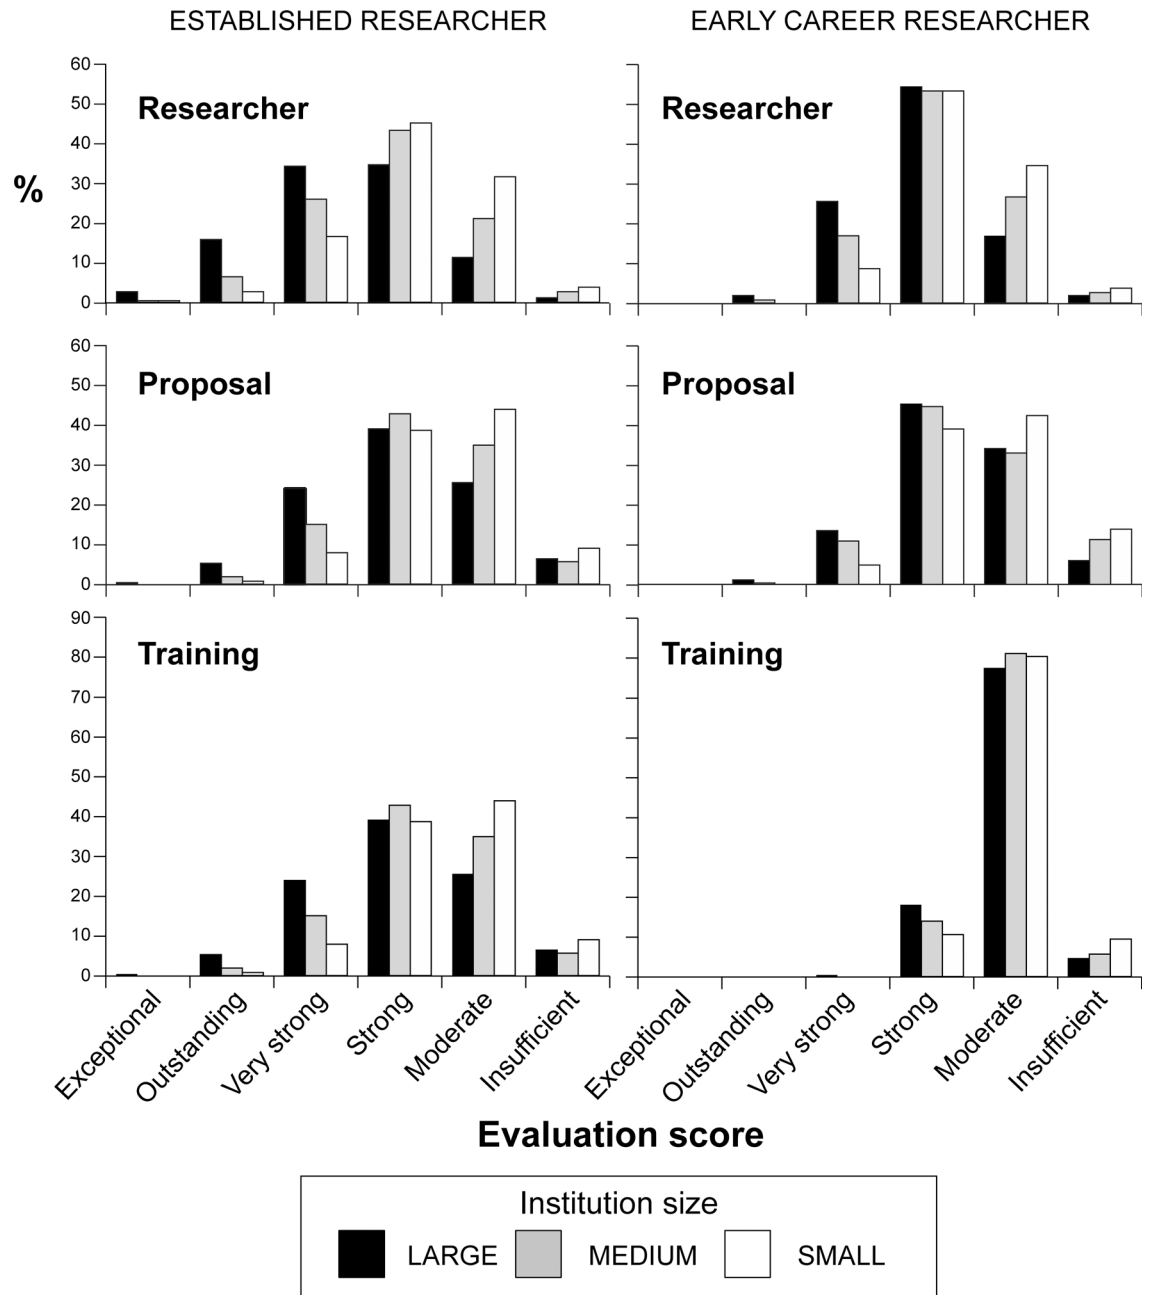 ESTABLISHED RESEARCHER
EARLY CAREER RESEARCHER
%
60
50
40
30
20
10
0
Researcher
Researcher
60
50
40
30
20
10
0
Proposal
Proposal
90
80
70
60
50
40
30
20
10
0
Training
Training
Exceptional
Outstanding
Very strong
Strong
Moderate
Insufficient
Exceptional
Outstanding
Very strong
Strong
Moderate
Insufficient
Evaluation score
Institution size
LARGE MEDIUM SMALL